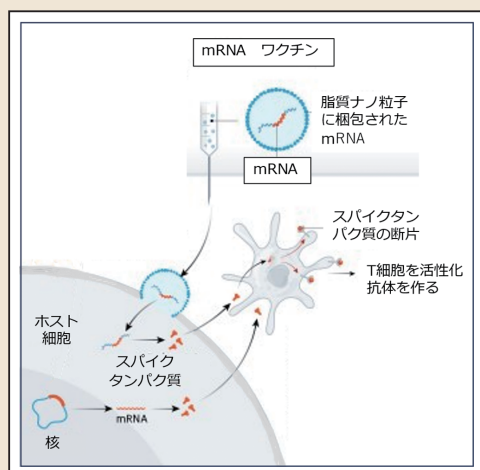 mRNA ワクチン
脂質ナノ粒子
に梱包された
mRNA
mRNA
スパイクタン
パク質の断片
T細胞を活性化
抗体を作る
ホスト
細胞
スパイク
タンパク質
mRNA
核